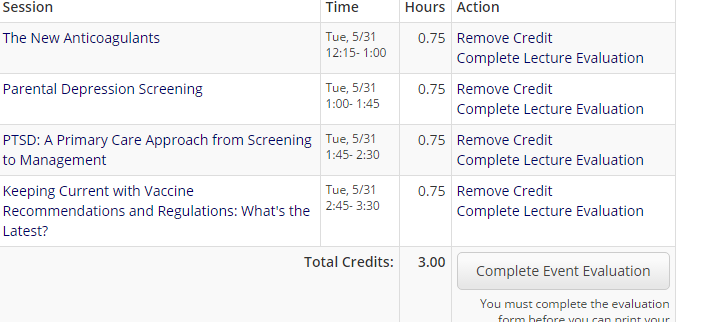 Session Time Hours Action
The New Anticoagulants Tue, 5/31 0.75 Remove Credit
12:15- 1:00 Complete Lecture Evaluation
Parental Depression Screening Tue, 5/31 0.75 Remove Credit
1:00- 1:45 Complete Lecture Evaluation
PTSD: A Primary Care Approach from Screening Tue, 5/31 0.75 Remove Credit
to Management 1:45- 2:30 Complete Lecture Evaluation
Keeping Current with Vaccine Tue, 5/31 0.75 Remove Credit
Recommendations and Regulations: What's the 2:45- 3:30 Complete Lecture Evaluation
Latest?
Total Credits: 3.00 Complete Event Evaluation
You must complete the evaluation
form before you can print your